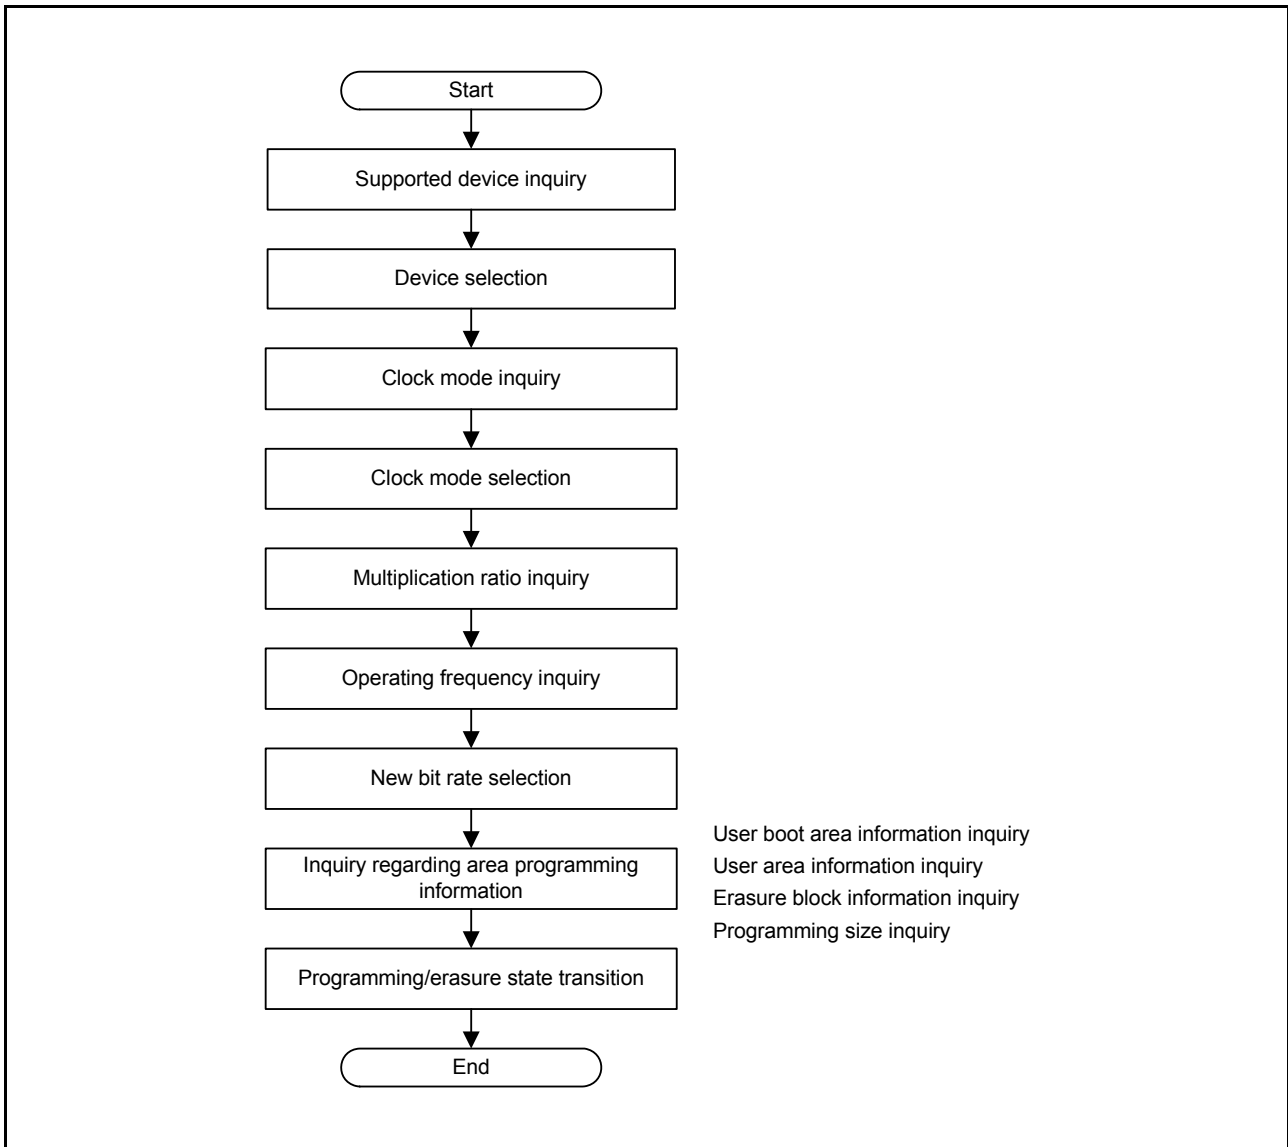 Start
Supported device inquiry
Device selection
Clock mode inquiry
Clock mode selection
Multiplication ratio inquiry
Operating frequency inquiry
New bit rate selection
Inquiry regarding area programming
information
User boot area information inquiry
User area information inquiry
Erasure block information inquiry
Programming size inquiry
Programming/erasure state transition
End